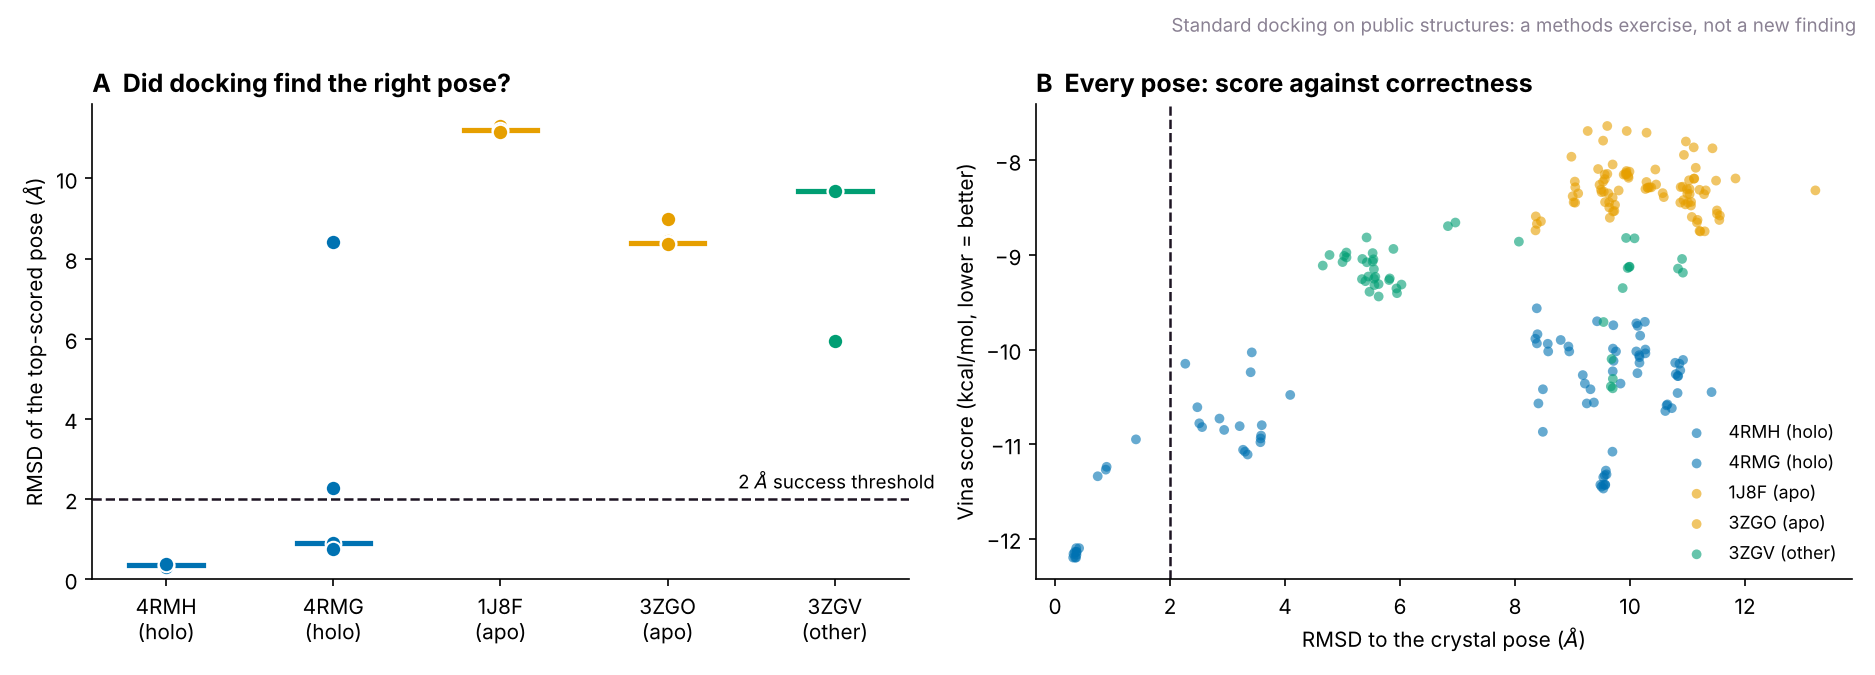 Standard docking on public structures: a methods exercise, not a new finding
A Did docking find the right pose?
RMSD of the top-scored pose (Å)
10
8
6
4
2
0
2 Å success threshold
4RMH
(holo)
4RMG
(holo)
1J8F
(apo)
3ZGO
(apo)
3ZGV
(other)
B Every pose: score against correctness
Vina score (kcal/mol, lower = better)
−8
−9
−10
−11
−12
4RMH (holo)
4RMG (holo)
1J8F (apo)
3ZGO (apo)
3ZGV (other)
0 2 4 6 8 10 12
RMSD to the crystal pose (Å)